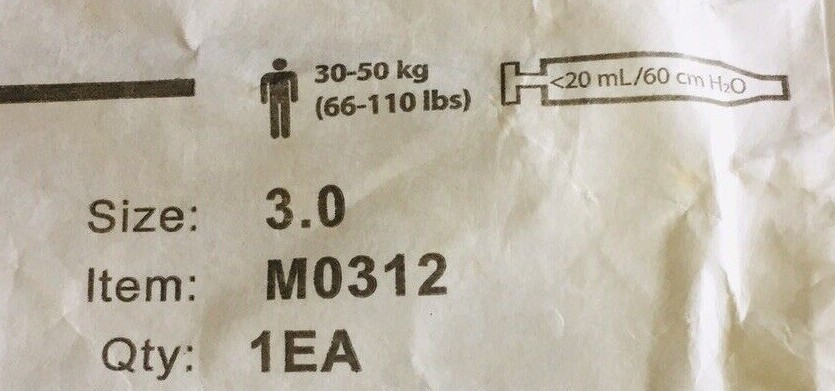 30-50 kg
(66-110 lbs)
<20 mL/60 cm H₂O
Size: 3.0
Item: M0312
Qty: 1EA